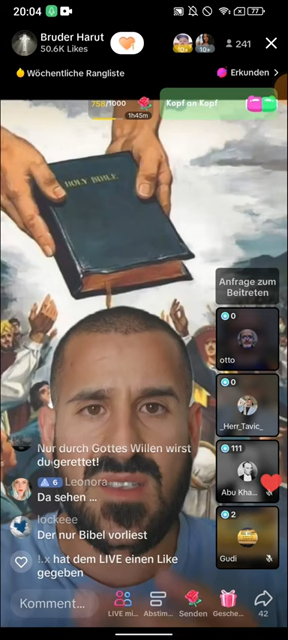 20:04
77
Bruder Harut
50.6K Likes
10+
10+
241
Wöchentliche Rangliste
Erkunden >
758/1000
1h45m
Kopf an Kopf
HOLY BIBLE
Anfrage zum
Beitreten
0
otto
0
_Herr_Tavic_
111
Abu Kha...
2
Gudi
Nur durch Gottes Willen wirst
du gerettet!
6 Leonora
Da sehen ...
lockeee
Der nur Bibel vorliest
!.x hat dem LIVE einen Like
gegeben
Komment...
LIVE mi...
Abstim...
Senden
Gesche...
42